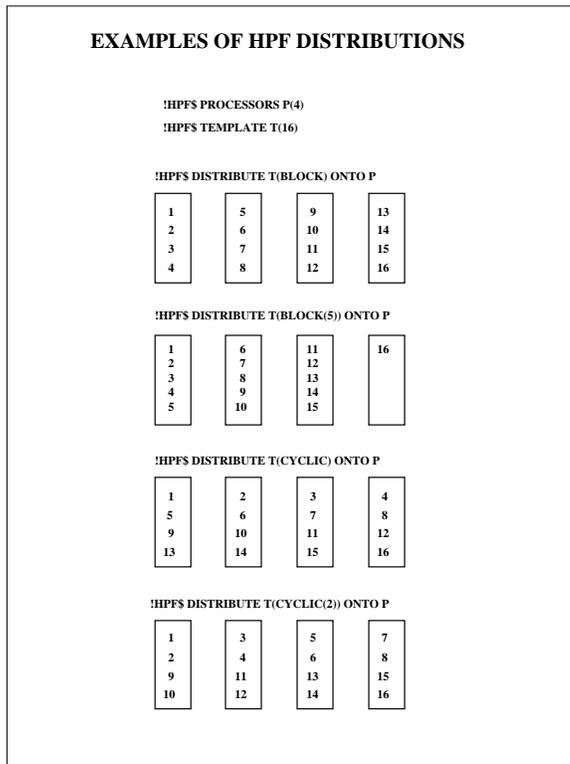 EXAMPLES OF HPF DISTRIBUTIONS
!HPF$ PROCESSORS P(4)
!HPF$ TEMPLATE T(16)
!HPF$ DISTRIBUTE T(BLOCK) ONTO P
1 5 9 13
2 6 10 14
3 7 11 15
4 8 12 16
!HPF$ DISTRIBUTE T(BLOCK(5)) ONTO P
1 6 11 16
2 7 12
3 8 13
4 9 14
5 10 15
!HPF$ DISTRIBUTE T(CYCLIC) ONTO P
1 2 3 4
5 6 7 8
9 10 11 12
13 14 15 16
!HPF$ DISTRIBUTE T(CYCLIC(2)) ONTO P
1 3 5 7
2 4 6 8
9 11 13 15
10 12 14 16